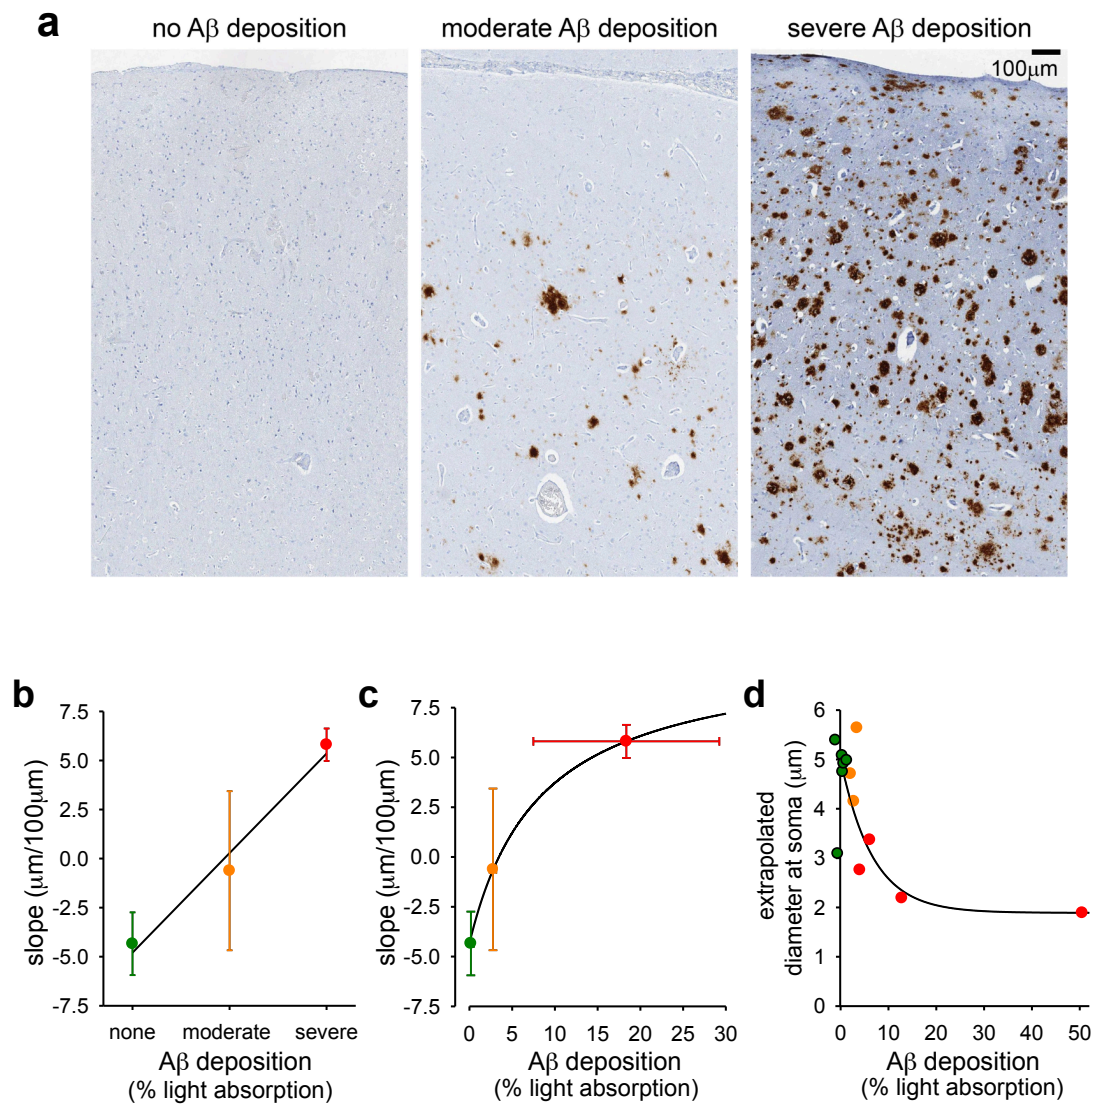 a
no Aβ deposition
moderate Aβ deposition
severe Aβ deposition
100μm
b
7.5
5.0
2.5
0.0
-2.5
-5.0
-7.5
slope (μm/100μm)
none
moderate
severe
Aβ deposition
(% light absorption)
c
7.5
5.0
2.5
0.0
-2.5
-5.0
-7.5
slope (μm/100μm)
0 5 10 15 20 25 30
Aβ deposition
(% light absorption)
d
6
5
4
3
2
1
0
extrapolated
diameter at soma (μm)
0 10 20 30 40 50
Aβ deposition
(% light absorption)